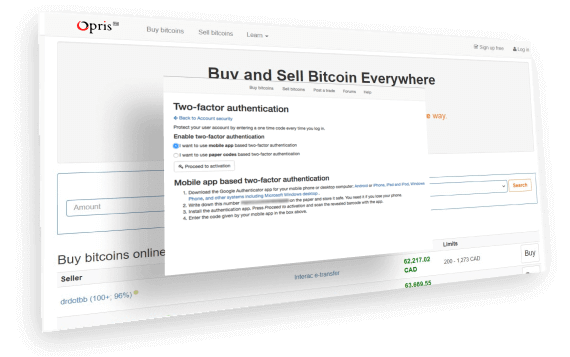 Opris
Buy bitcoins Sell bitcoins Learn
Sign up free Log in
Buy and Sell Bitcoin Everywhere
way.
Buy bitcoins Sell bitcoins Post a trade Forums Help
Two-factor authentication
Back to Account security
Protect your user account by entering a one time code every time you log in.
Enable two-factor authentication
I want to use mobile app based two-factor authentication
I want to use paper codes based two-factor authentication
Proceed to activation
Mobile app based two-factor authentication
1. Download the Google Authenticator app for your mobile phone or desktop computer: Android or iPhone, iPad and iPod, Windows
Phone, and other systems including Microsoft Windows desktop.
2. Write down this number on the paper and save it safe. You need it if you lose your phone.
3. Install the authentication app. Press Proceed to activation and scan the revealed barcode with the app.
4. Enter the code given by your mobile app in the box above.
Amount
Search
Buy bitcoins online
Seller
Limits
drdotbb (100+; 96%)
Interac e-transfer
62,217.02
CAD
200 - 1,273 CAD
Buy
63,689.55